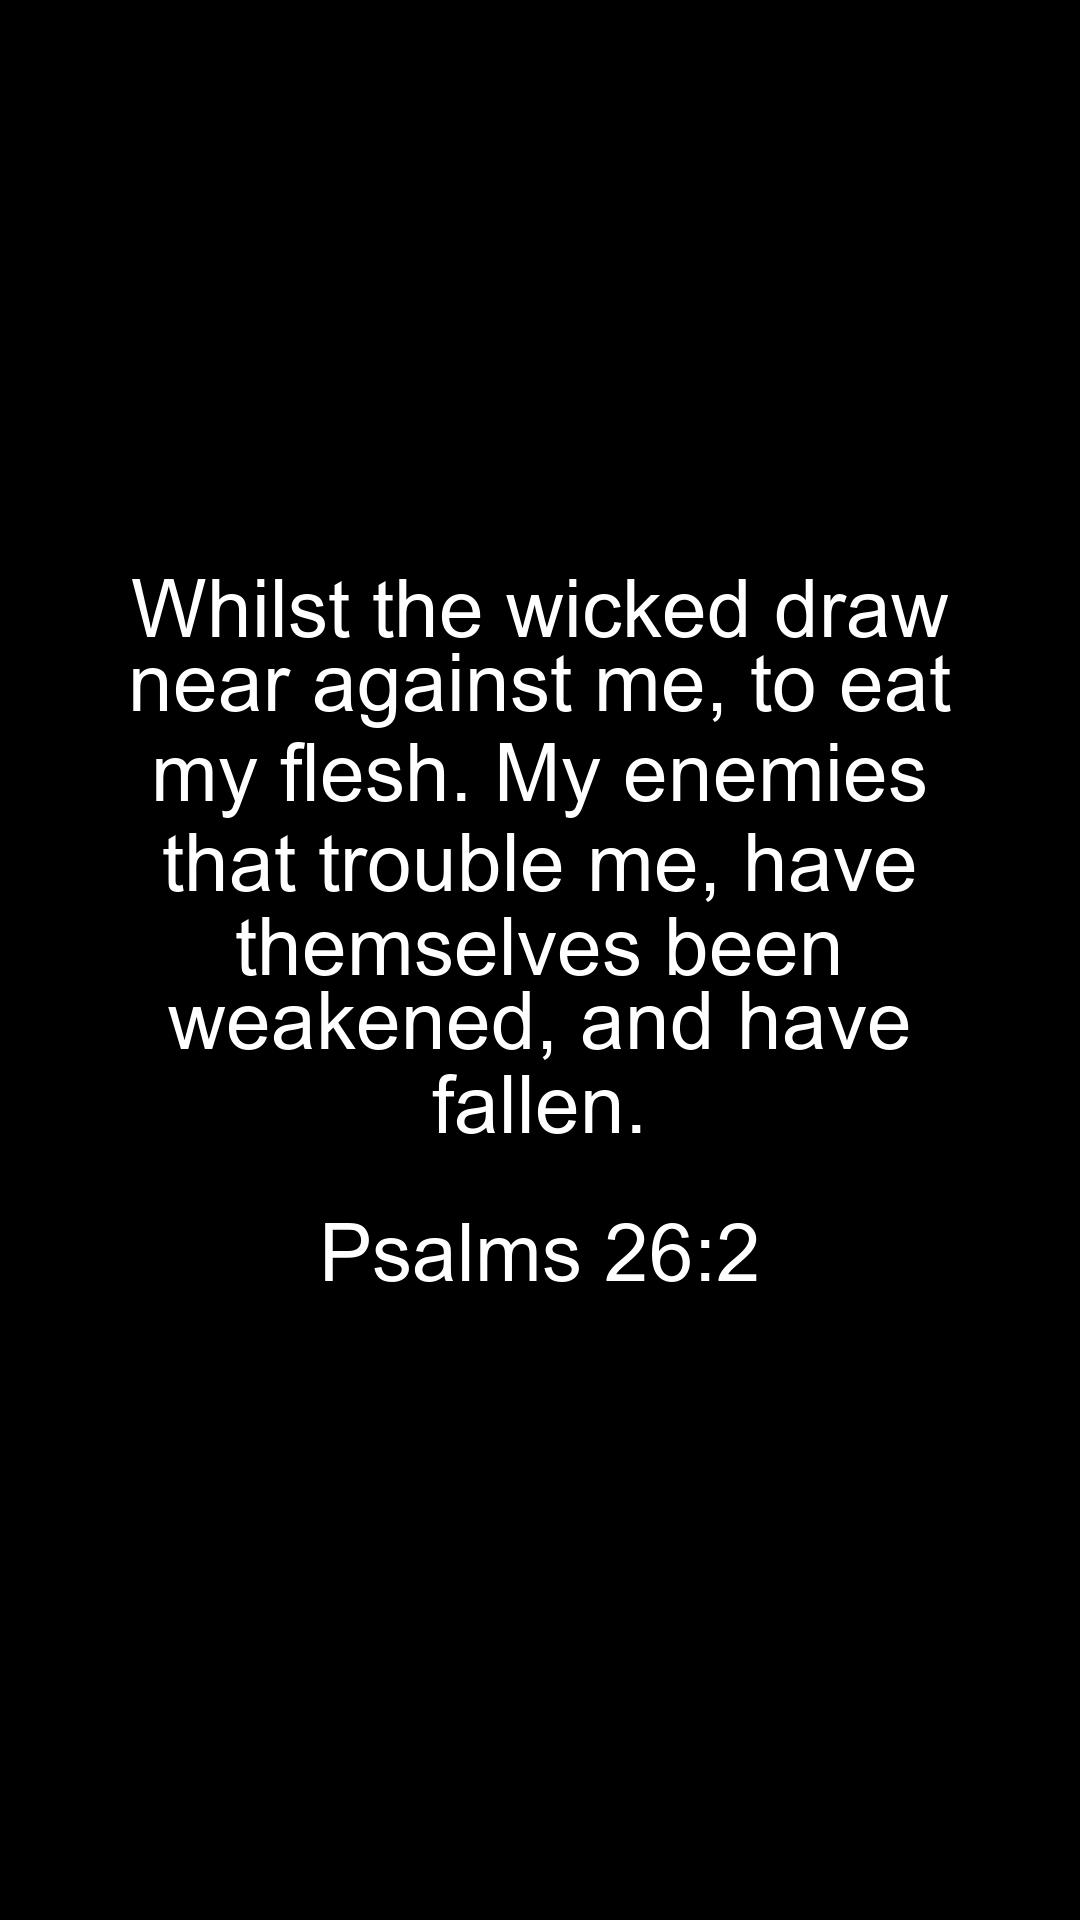 Whilst the wicked draw
near against me, to eat
my flesh. My enemies
that trouble me, have
themselves been
weakened, and have
fallen.
Psalms 26:2